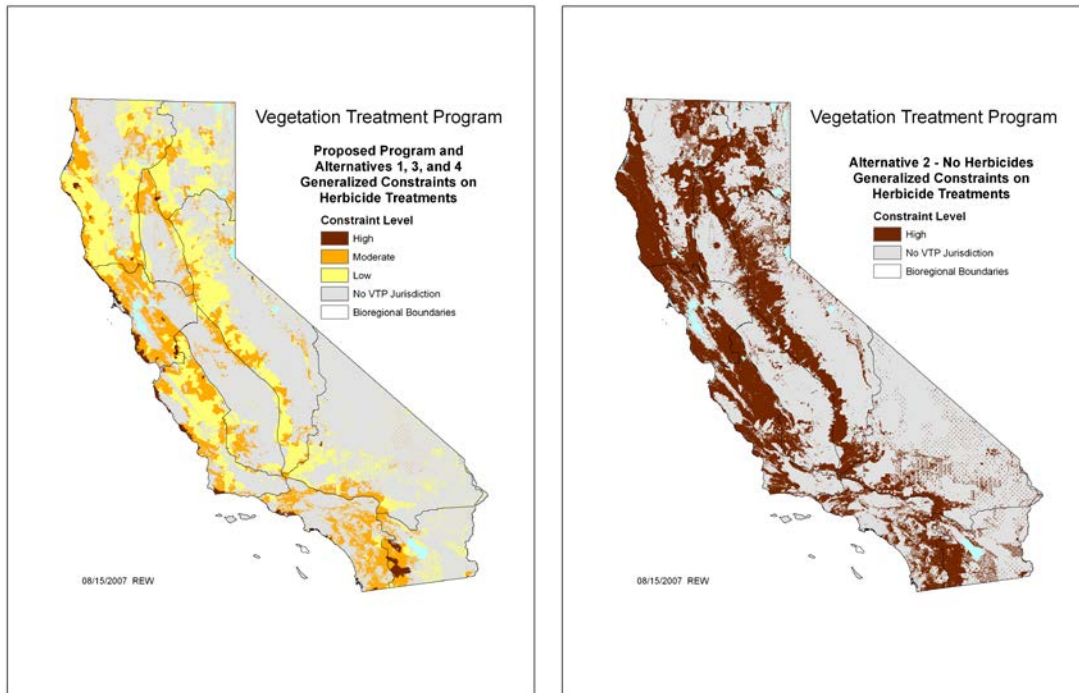 Vegetation Treatment Program
Proposed Program and
Alternatives 1, 3, and 4
Generalized Constraints on
Herbicide Treatments
Constraint Level
High
Moderate
Low
No VTP Jurisdiction
Bioregional Boundaries
08/15/2007 REW
Vegetation Treatment Program
Alternative 2 - No Herbicides
Generalized Constraints on
Herbicide Treatments
Constraint Level
High
No VTP Jurisdiction
Bioregional Boundaries
08/15/2007 REW